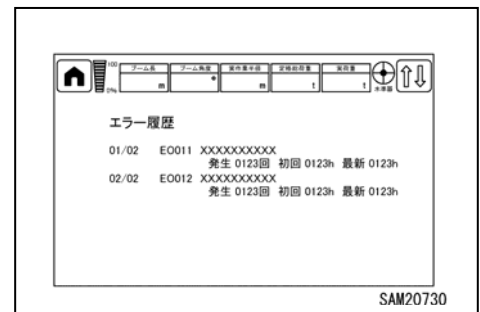 100
2%
ブーム長
m
ブーム角度
°
実作業半径
m
定格総荷重
t
実荷重
t
水準器
エラー履歴
01/02 E0011 XXXXXXXXXX
発生 0123回 初回 0123h 最新 0123h
02/02 E0012 XXXXXXXXXX
発生 0123回 初回 0123h 最新 0123h
SAM20730